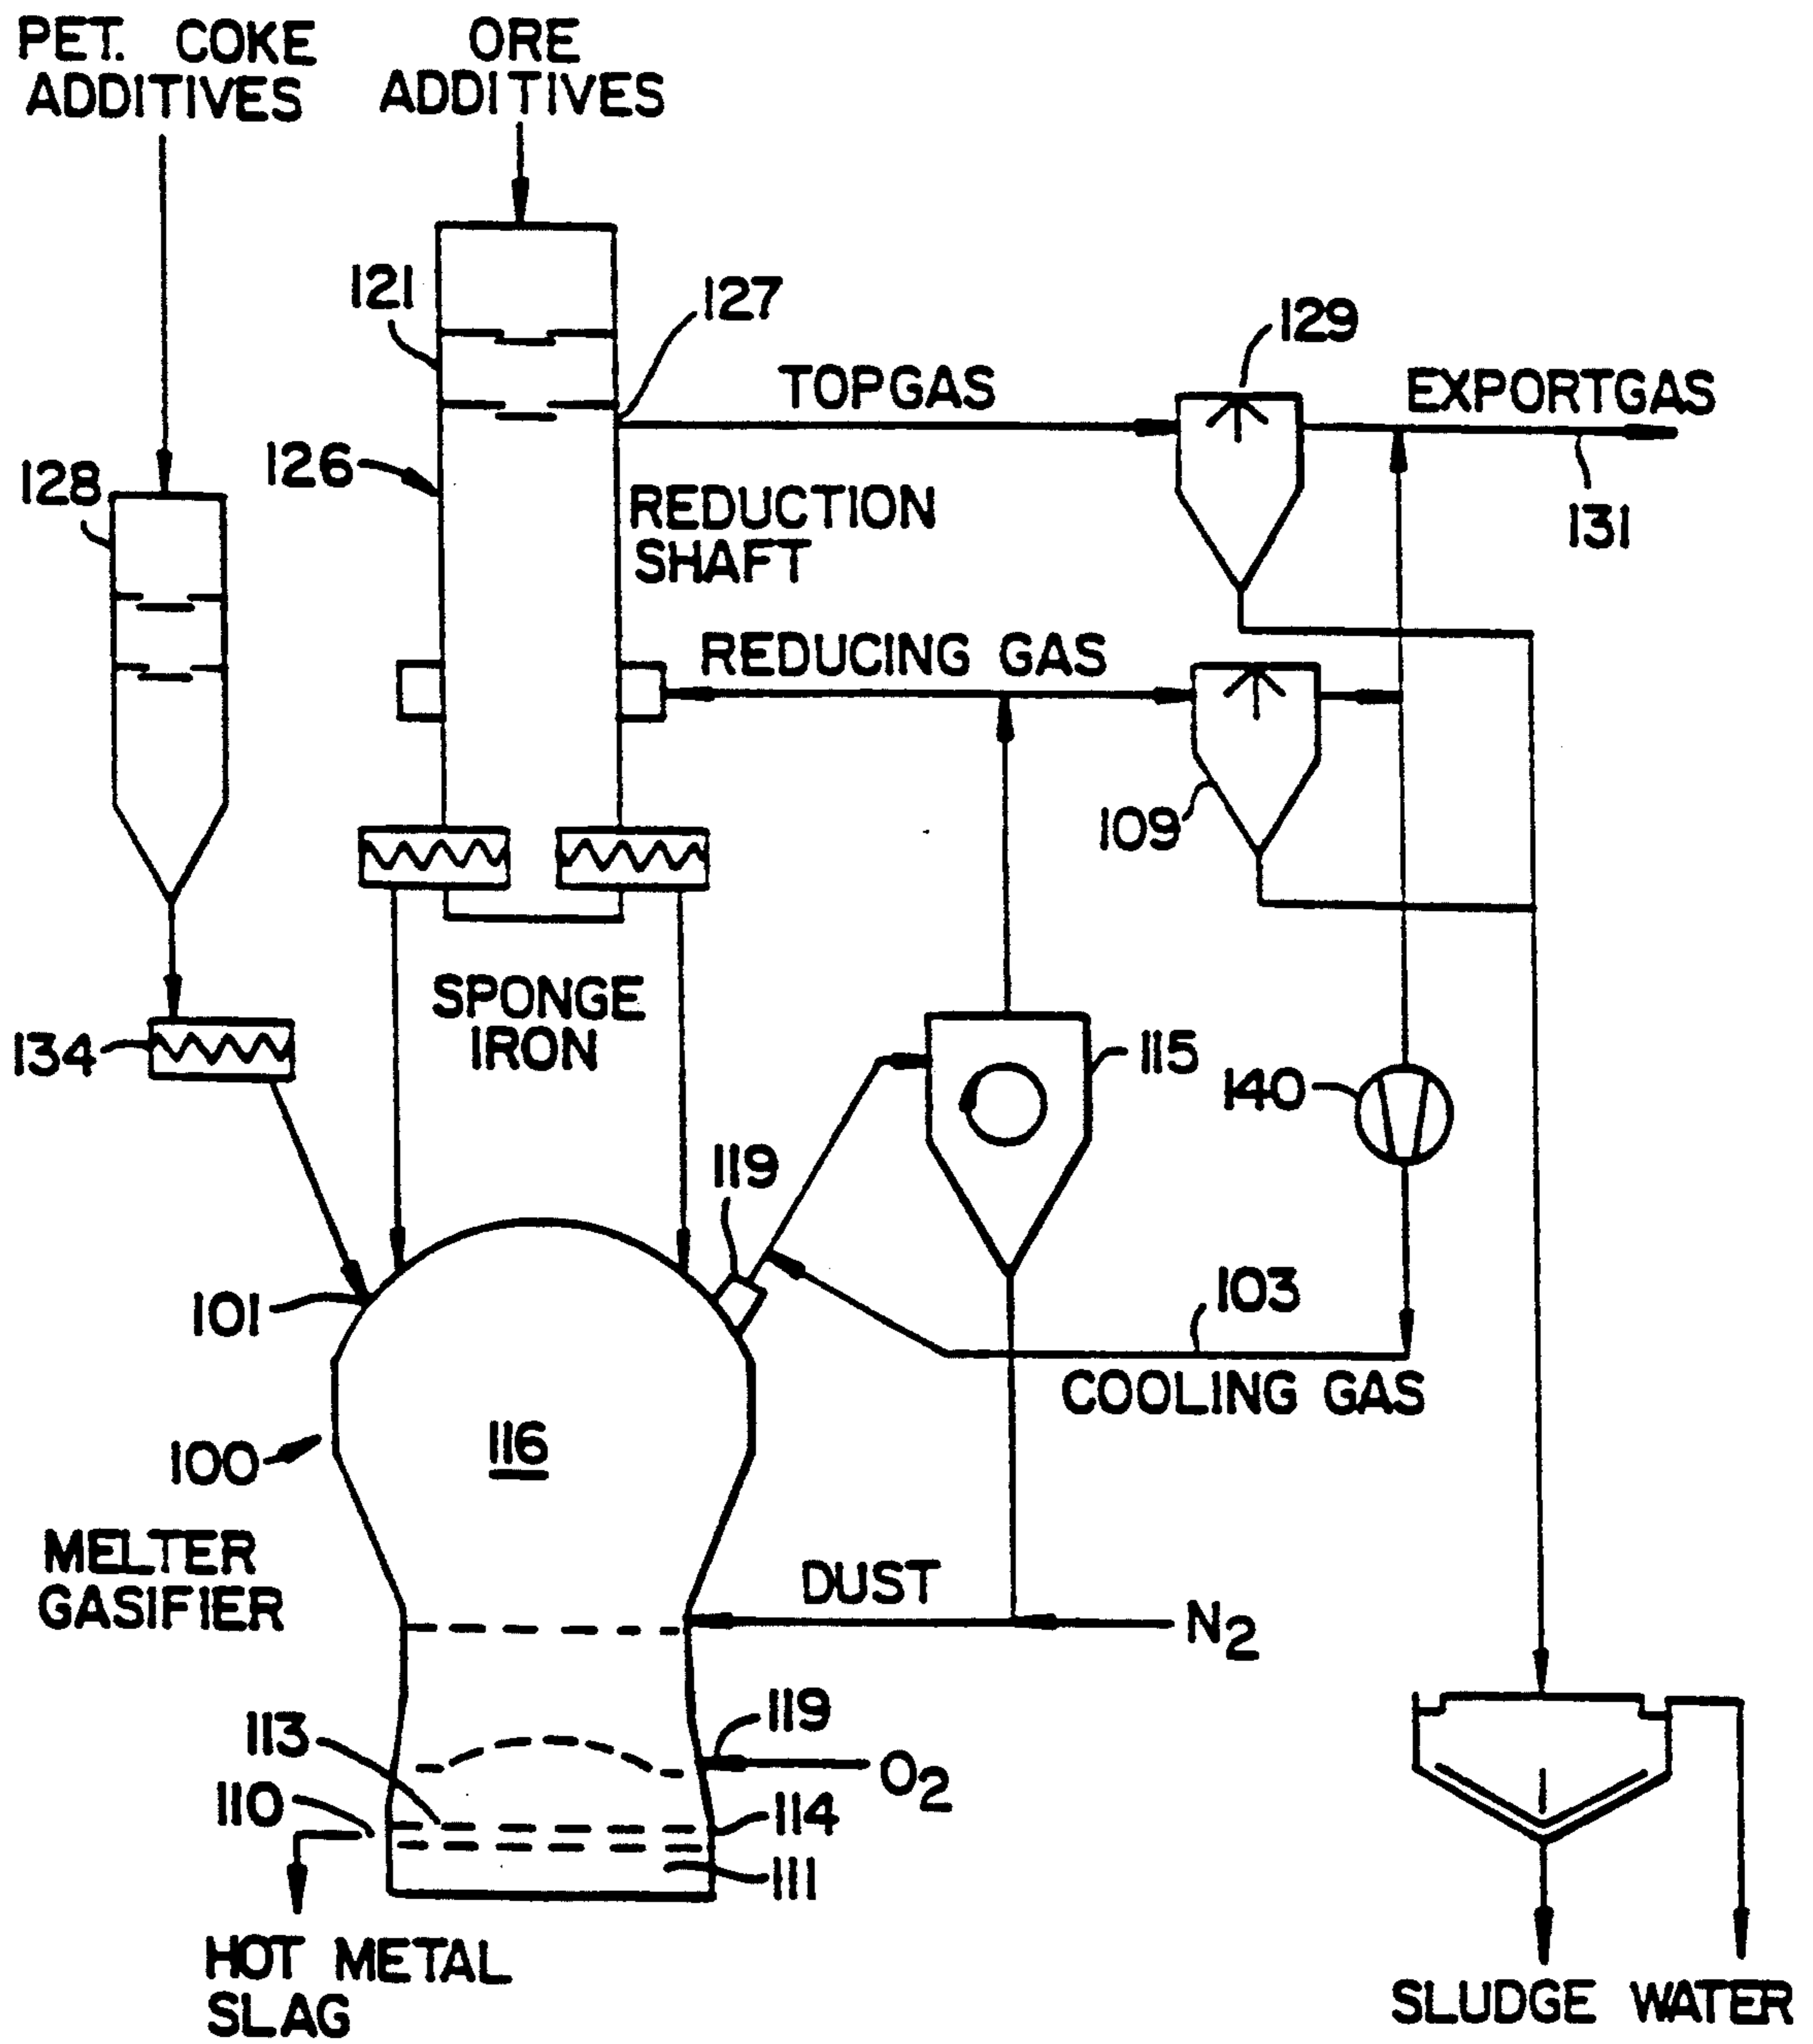 PET. COKE
ADDITIVES
ORE
ADDITIVES
121
127
129
TOPGAS
EXPORTGAS
126
128
131
REDUCTION
SHAFT
REDUCING GAS
109
SPONGE
IRON
134
115
140
119
101
103
COOLING GAS
100
116
MELTER
GASIFIER
DUST
N2
113
119
O2
110
114
111
HOT METAL
SLAG
SLUDGE WATER